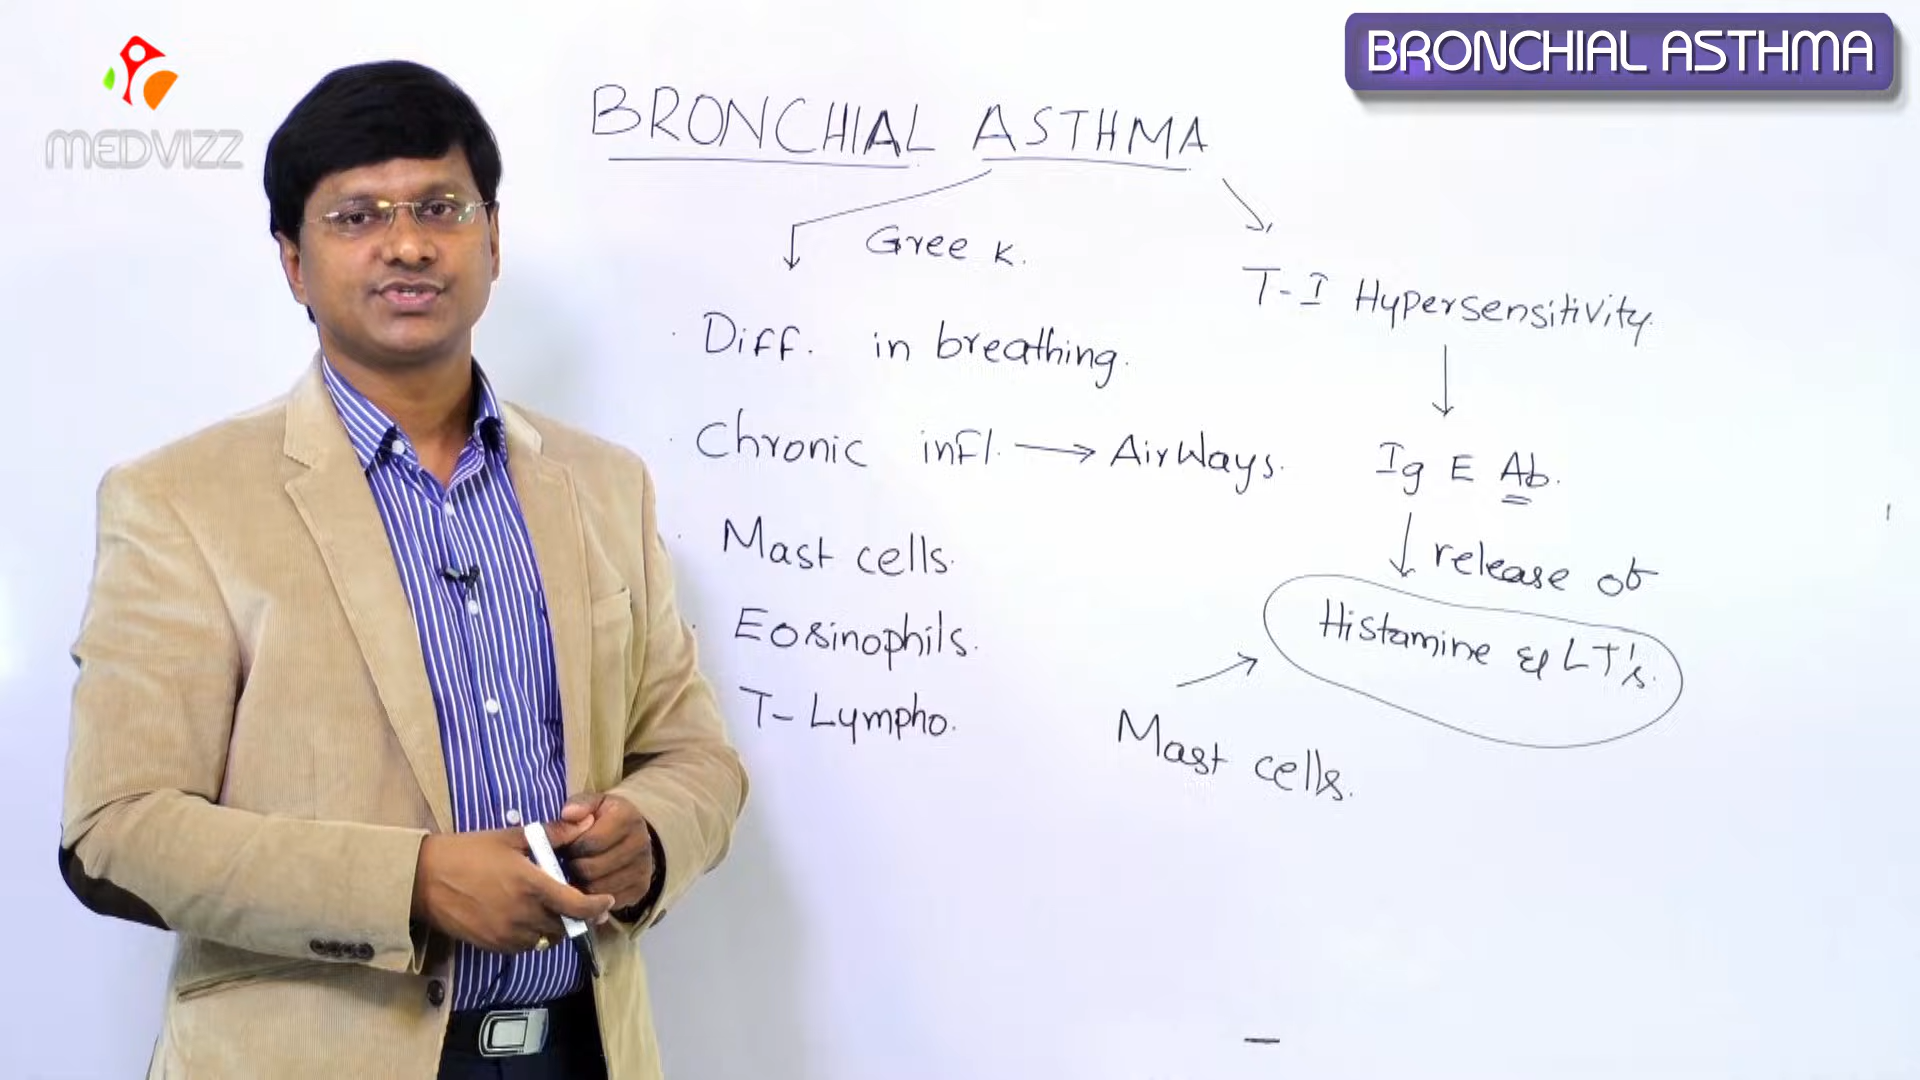 BRONCHIAL ASTHMA
MEDVIZZ
BRONCHIAL ASTHMA
Greek.
T-I Hypersensitivity.
Diff. in breathing.
Chronic infl. → Airways.
Ig E Ab.
Mast cells.
release of
Eosinophils.
Histamine & LT's.
T- Lympho.
Mast cells.